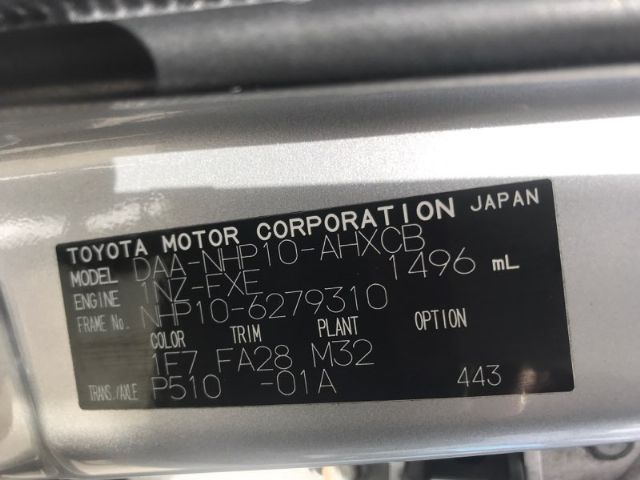 TOYOTA MOTOR CORPORATION JAPAN
MODEL DAA-NHP10-AHXCB
ENGINE 1NZ-FXE 1496 mL
FRAME No. NHP10-6279310
COLOR TRIM PLANT OPTION
1F7 FA28 M32
TRANS./AXLE P510 -01A 443